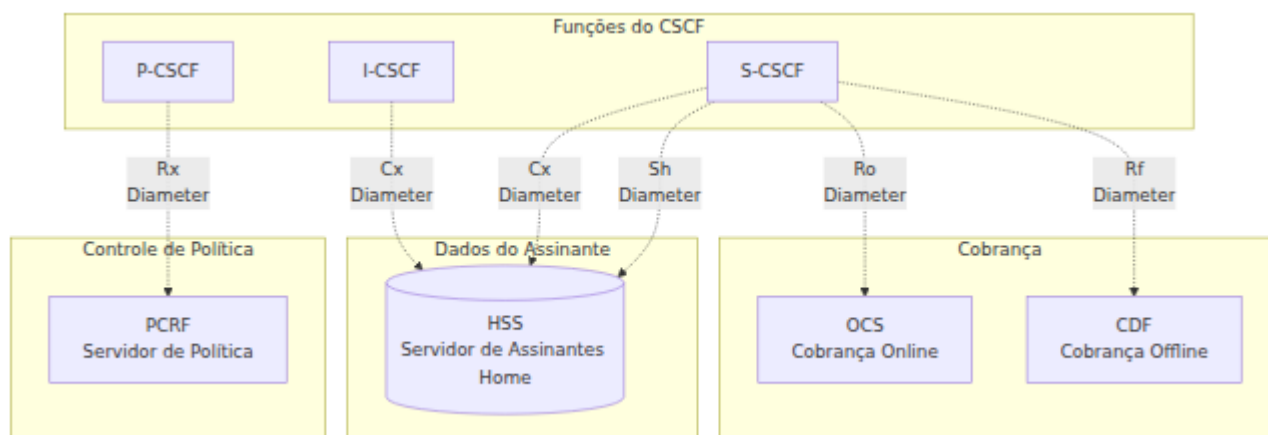 Funções do CSCF
P-CSCF
I-CSCF
S-CSCF
Rx
Diameter
Cx
Diameter
Cx
Diameter
Sh
Diameter
Ro
Diameter
Rf
Diameter
Controle de Política
Dados do Assinante
Cobrança
PCRF
Servidor de Política
HSS
Servidor de Assinantes
Home
OCS
Cobrança Online
CDF
Cobrança Offline